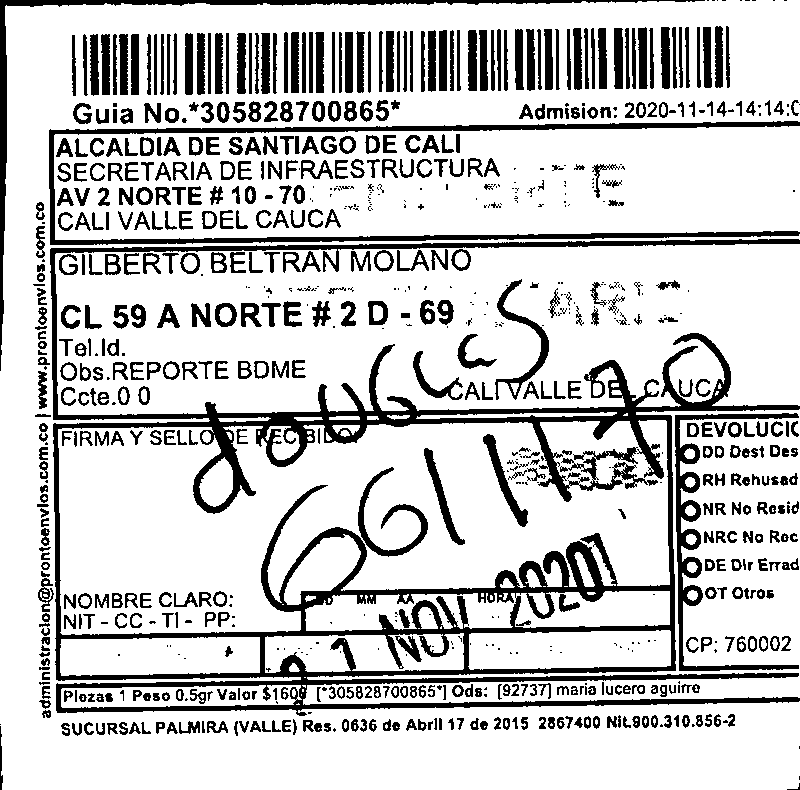 Guia No.*305828700865*
Admision: 2020-11-14-14:14:0
ALCALDIA DE SANTIAGO DE CALI
SECRETARIA DE INFRAESTRUCTURA
AV 2 NORTE # 10 - 70
CALI VALLE DEL CAUCA
GILBERTO BELTRAN MOLANO
CL 59 A NORTE # 2 D - 69
Tel.Id.
Obs.REPORTE BDME
Ccte.0 0
CALI VALLE DEL CAUCA
douglas
6611170
FIRMA Y SELLO DE RECIBIDO
NOMBRE CLARO:
NIT - CC - TI - PP:
DD MM AA HORA
1 NOV 2020
DEVOLUCIO
DD Dest Des
RH Rehusad
NR No Resid
NRC No Rec
DE Dir Errad
OT Otros
CP: 760002
Piezas 1 Peso 0.5gr Valor $1600 [*305828700865*] Ods: [92737] maria lucero aguirre
SUCURSAL PALMIRA (VALLE) Res. 0636 de Abril 17 de 2015 2867400 Nit.900.310.856-2
administracion@prontoenvios.com.co | www.prontoenvios.com.co